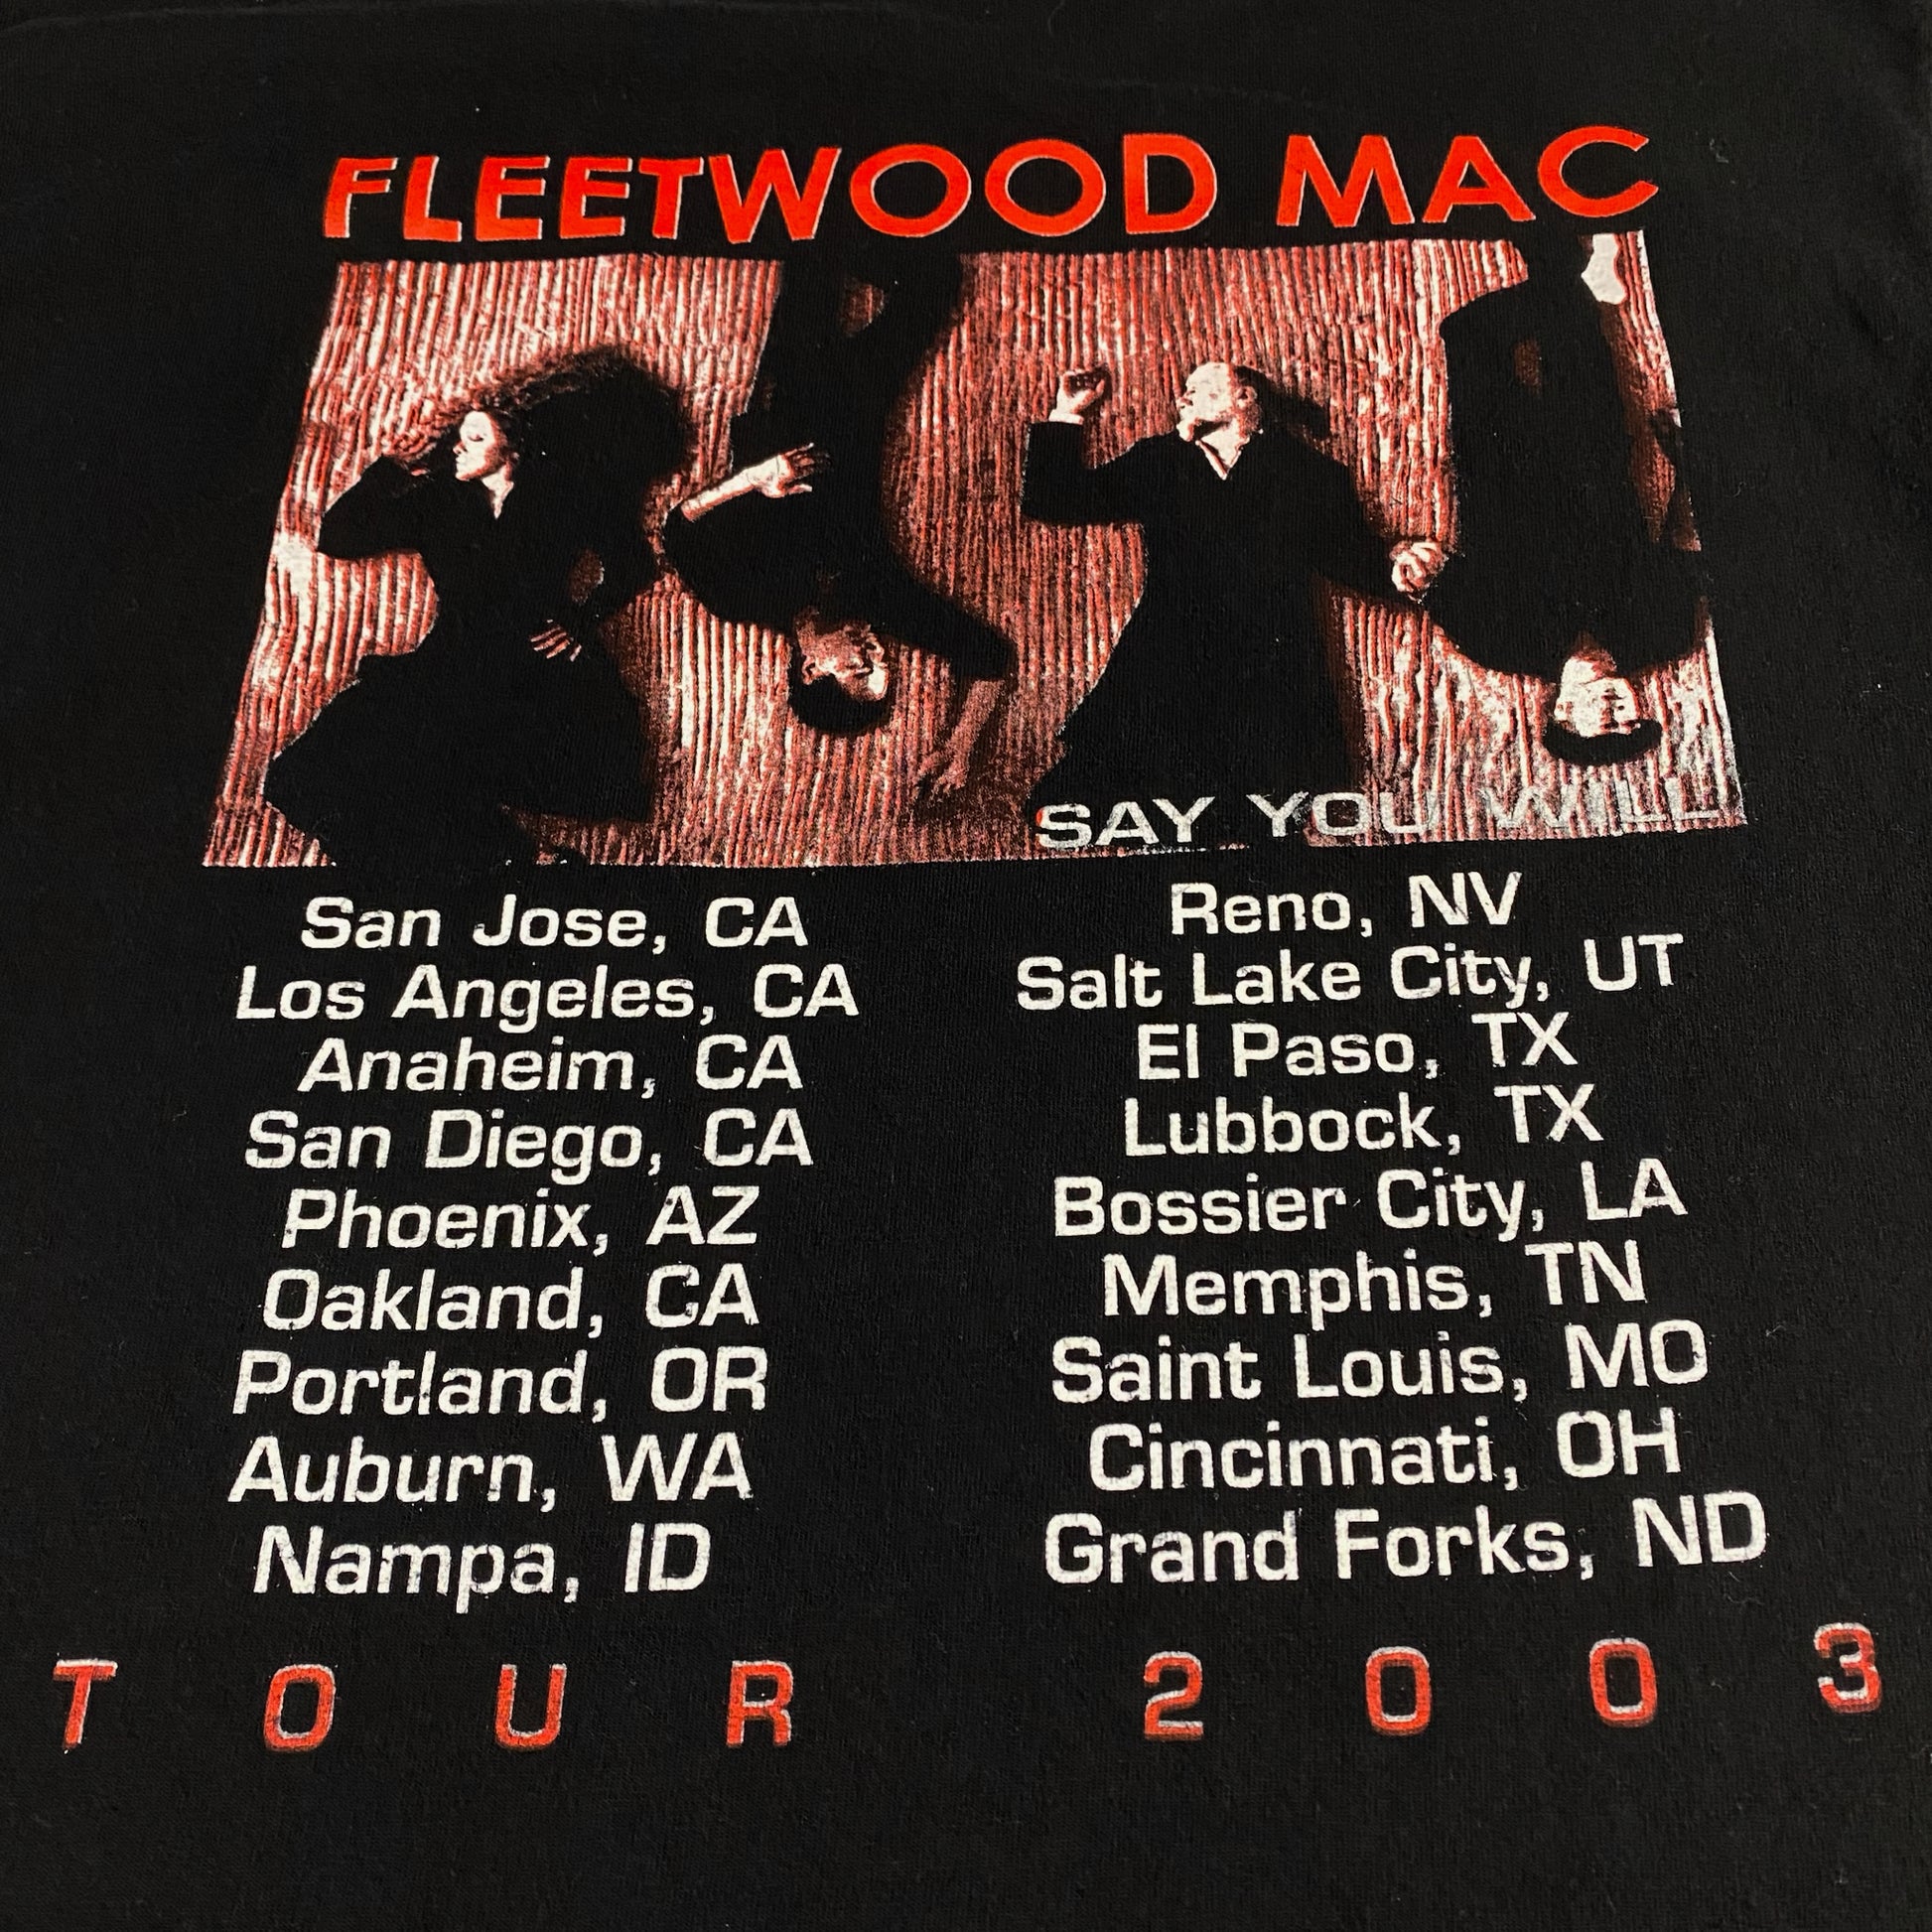 FLEETWOOD MAC
SAY YOU WILL
San Jose, CA
Los Angeles, CA
Anaheim, CA
San Diego, CA
Phoenix, AZ
Oakland, CA
Portland, OR
Auburn, WA
Nampa, ID
Reno, NV
Salt Lake City, UT
El Paso, TX
Lubbock, TX
Bossier City, LA
Memphis, TN
Saint Louis, MO
Cincinnati, OH
Grand Forks, ND
TOUR 2003